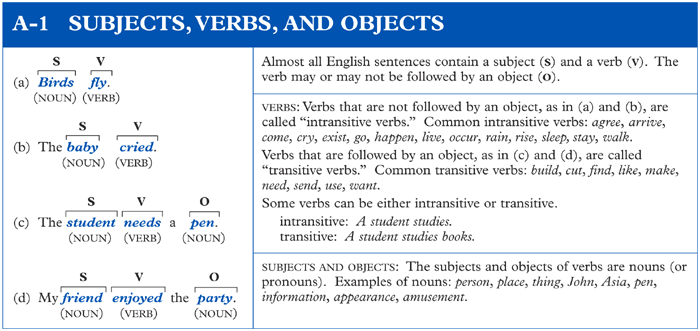 A-1 SUBJECTS, VERBS, AND OBJECTS
S V
(a) Birds fly.
(NOUN) (VERB)
S V
(b) The baby cried.
(NOUN) (VERB)
S V O
(c) The student needs a pen.
(NOUN) (VERB) (NOUN)
S V O
(d) My friend enjoyed the party.
(NOUN) (VERB) (NOUN)
Almost all English sentences contain a subject (S) and a verb (V). The
verb may or may not be followed by an object (O).
VERBS: Verbs that are not followed by an object, as in (a) and (b), are
called “intransitive verbs.” Common intransitive verbs: agree, arrive,
come, cry, exist, go, happen, live, occur, rain, rise, sleep, stay, walk.
Verbs that are followed by an object, as in (c) and (d), are called
“transitive verbs.” Common transitive verbs: build, cut, find, like, make,
need, send, use, want.
Some verbs can be either intransitive or transitive.
intransitive: A student studies.
transitive: A student studies books.
SUBJECTS AND OBJECTS: The subjects and objects of verbs are nouns (or
pronouns). Examples of nouns: person, place, thing, John, Asia, pen,
information, appearance, amusement.